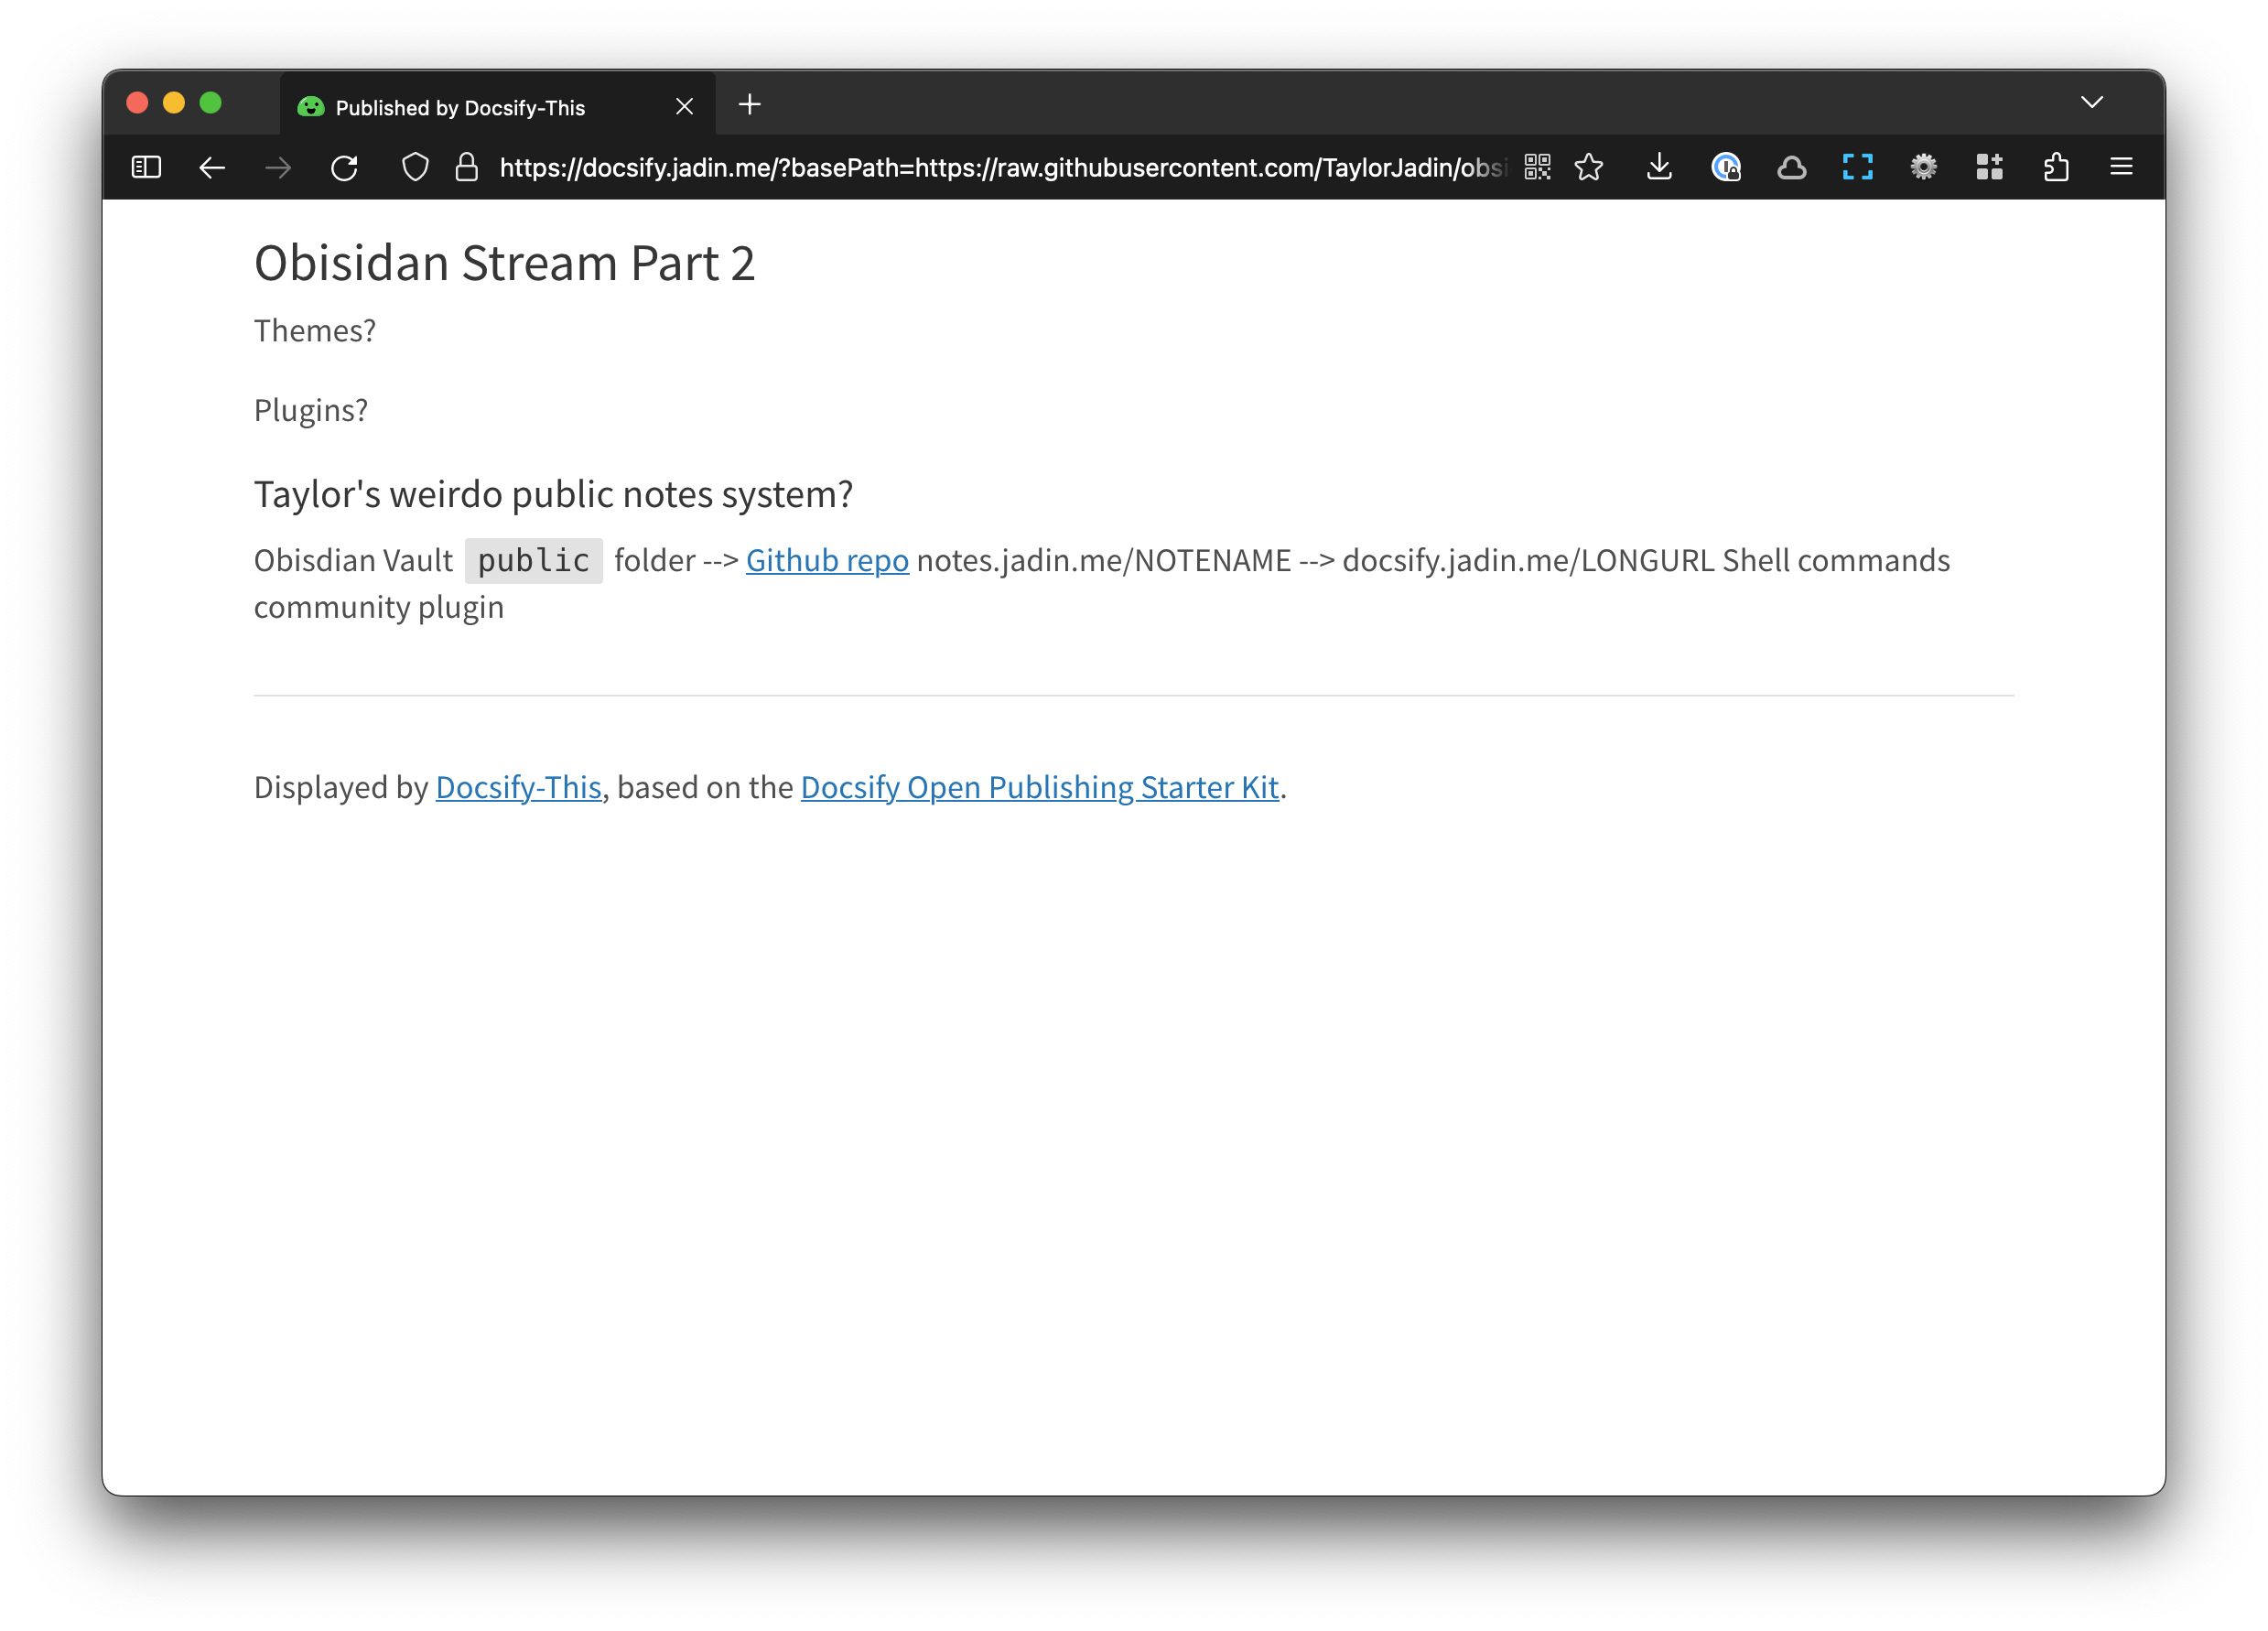 Published by Docsify-This
https://docsify.jadin.me/?basePath=https://raw.githubusercontent.com/TaylorJadin/obsi
Obisidan Stream Part 2
Themes?
Plugins?
Taylor's weirdo public notes system?
Obisdian Vault public folder --> Github repo notes.jadin.me/NOTENAME --> docsify.jadin.me/LONGURL Shell commands
community plugin
Displayed by Docsify-This, based on the Docsify Open Publishing Starter Kit.